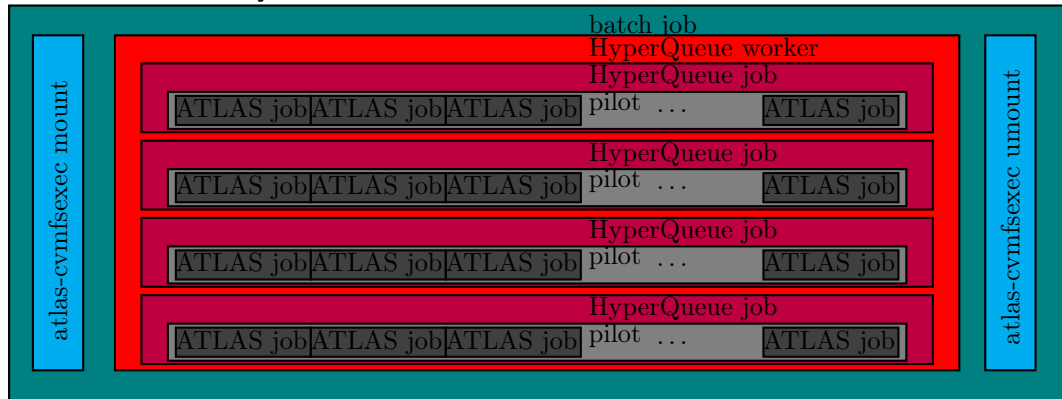 batch job
HyperQueue worker
atlas-cvmfsexec mount
HyperQueue job
pilot ...
ATLAS job ATLAS job ATLAS job ATLAS job
HyperQueue job
pilot ...
ATLAS job ATLAS job ATLAS job ATLAS job
HyperQueue job
pilot ...
ATLAS job ATLAS job ATLAS job ATLAS job
HyperQueue job
pilot ...
ATLAS job ATLAS job ATLAS job ATLAS job
atlas-cvmfsexec umount